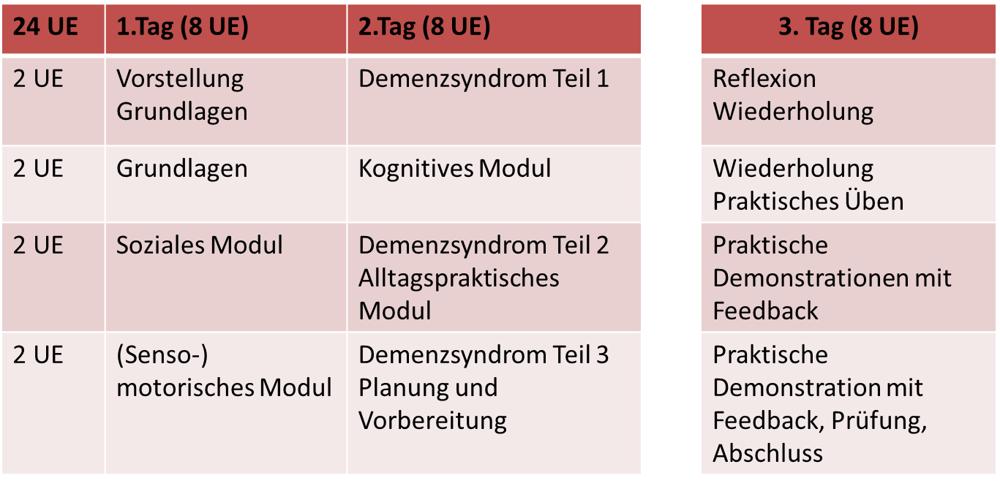 24 UE 1.Tag (8 UE) 2.Tag (8 UE) 3. Tag (8 UE)
2 UE
Vorstellung
Grundlagen
Demenzsyndrom Teil 1
Reflexion
Wiederholung
2 UE
Grundlagen
Kognitives Modul
Wiederholung
Praktisches Üben
2 UE
Soziales Modul
Demenzsyndrom Teil 2
Alltagspraktisches
Modul
Praktische
Demonstrationen mit
Feedback
2 UE
(Senso-)
motorisches Modul
Demenzsyndrom Teil 3
Planung und
Vorbereitung
Praktische
Demonstration mit
Feedback, Prüfung,
Abschluss